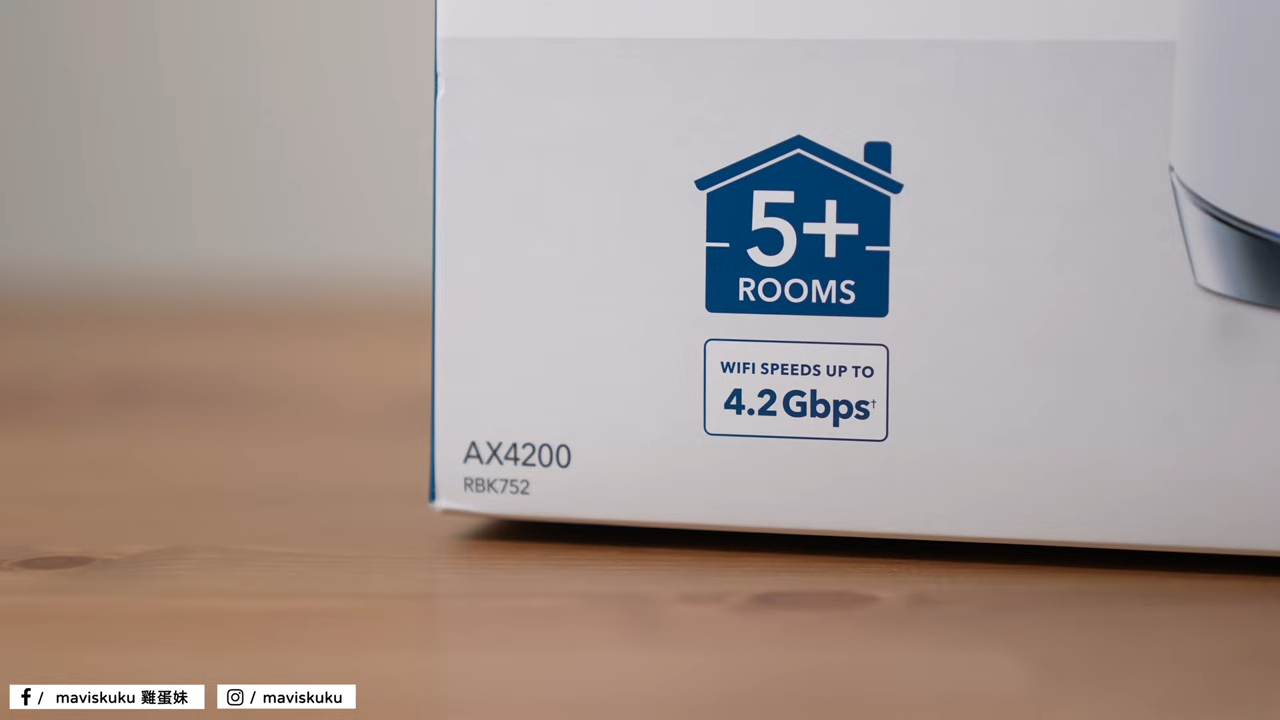 5+
ROOMS
WIFI SPEEDS UP TO
4.2 Gbps†
AX4200
RBK752
/ maviskuku 雞蛋妹
/ maviskuku